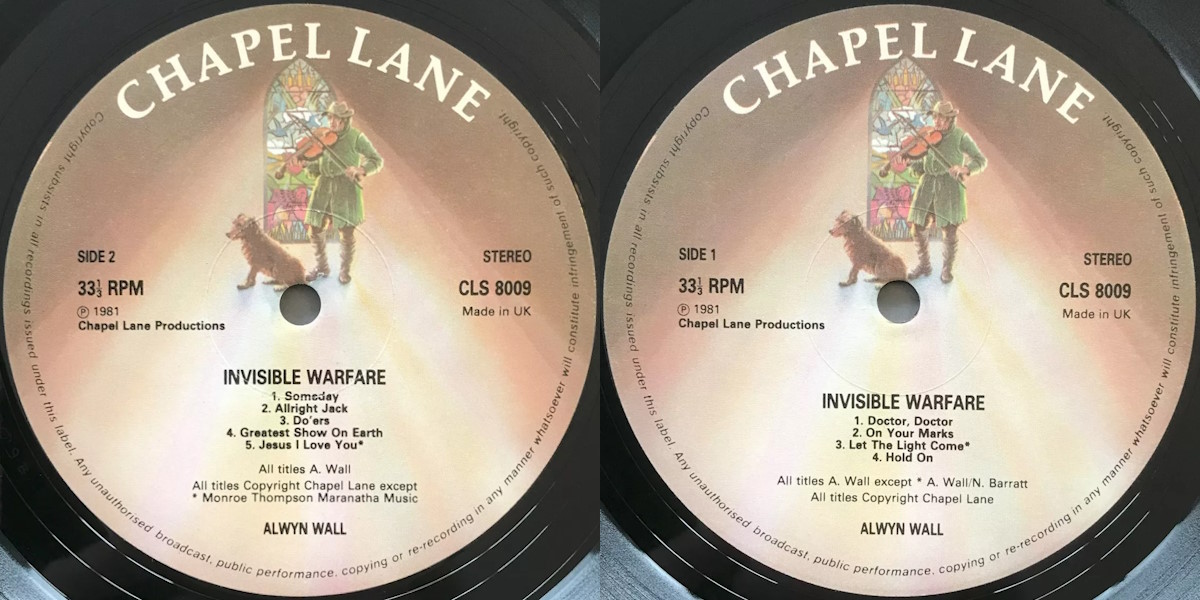 CHAPEL LANE
Copyright subsists in all recordings issued under this label. Any unauthorised broadcast, public performance, copying or re-recording in any manner whatsoever will constitute infringement of such copyright.
SIDE 2
STEREO
33⅓ RPM
CLS 8009
℗ 1981
Made in UK
Chapel Lane Productions
INVISIBLE WARFARE
1. Someday
2. Allright Jack
3. Do'ers
4. Greatest Show On Earth
5. Jesus I Love You*
All titles A. Wall
All titles Copyright Chapel Lane except
* Monroe Thompson Maranatha Music
ALWYN WALL
CHAPEL LANE
Copyright subsists in all recordings issued under this label. Any unauthorised broadcast, public performance, copying or re-recording in any manner whatsoever will constitute infringement of such copyright.
SIDE 1
STEREO
33⅓ RPM
CLS 8009
℗ 1981
Made in UK
Chapel Lane Productions
INVISIBLE WARFARE
1. Doctor, Doctor
2. On Your Marks
3. Let The Light Come*
4. Hold On
All titles A. Wall except * A. Wall/N. Barratt
All titles Copyright Chapel Lane
ALWYN WALL